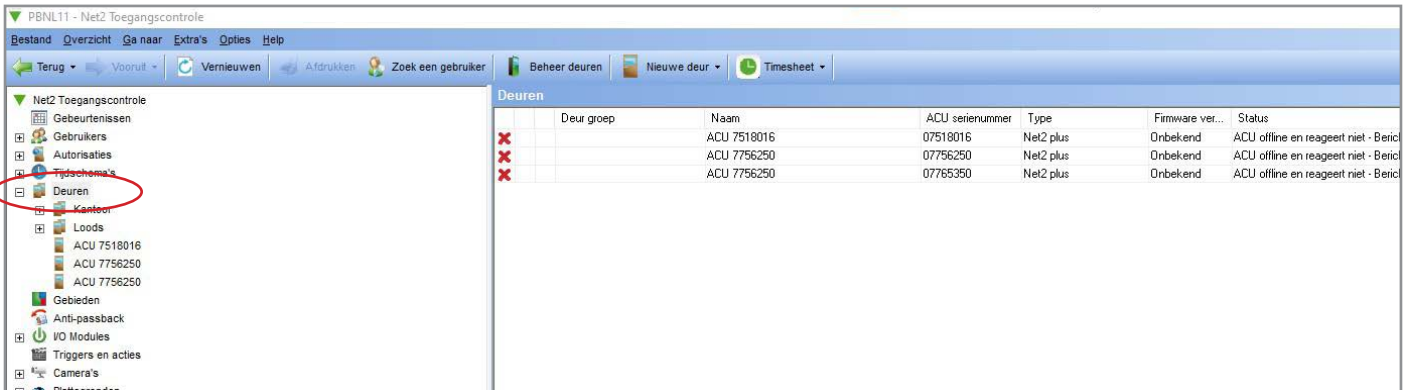 PBNL11 - Net2 Toegangscontrole
Bestand Overzicht Ga naar Extra's Opties Help
Terug Vooruit Vernieuwen Afdrukken Zoek een gebruiker Beheer deuren Nieuwe deur Timesheet
Net2 Toegangscontrole
Gebeurtenissen
Gebruikers
Autorisaties
Tijdschema's
Deuren
Kantoor
Loods
ACU 7518016
ACU 7756250
ACU 7756250
Gebieden
Anti-passback
I/O Modules
Triggers en acties
Camera's
Deuren
Deur groep Naam ACU serienummer Type Firmware ver... Status
ACU 7518016 07518016 Net2 plus Onbekend ACU offline en reageert niet - Beric
ACU 7756250 07756250 Net2 plus Onbekend ACU offline en reageert niet - Beric
ACU 7756250 07765350 Net2 plus Onbekend ACU offline en reageert niet - Beric